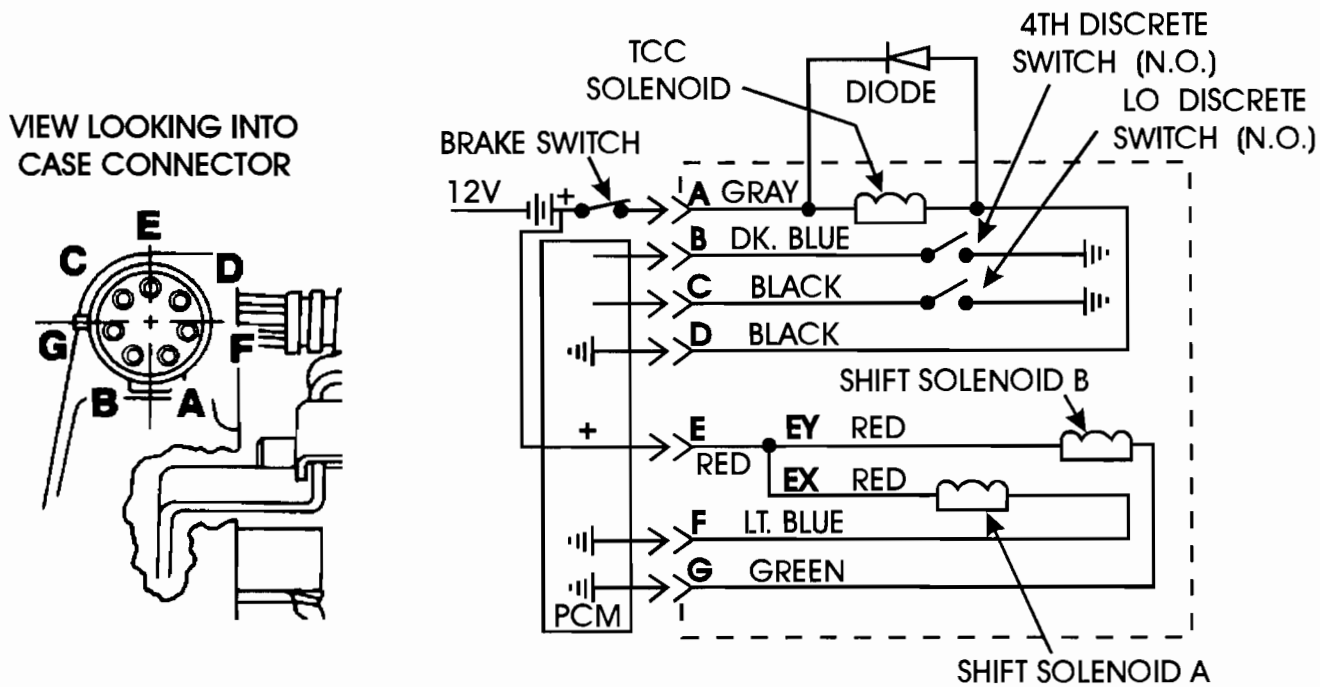 VIEW LOOKING INTO
CASE CONNECTOR
E
C
D
G
F
B
A
TCC
SOLENOID
DIODE
4TH DISCRETE
SWITCH (N.O.)
LO DISCRETE
SWITCH (N.O.)
BRAKE SWITCH
12V
+
A GRAY
B DK. BLUE
C BLACK
D BLACK
SHIFT SOLENOID B
+
E
RED
EY RED
EX RED
F LT. BLUE
G GREEN
PCM
SHIFT SOLENOID A